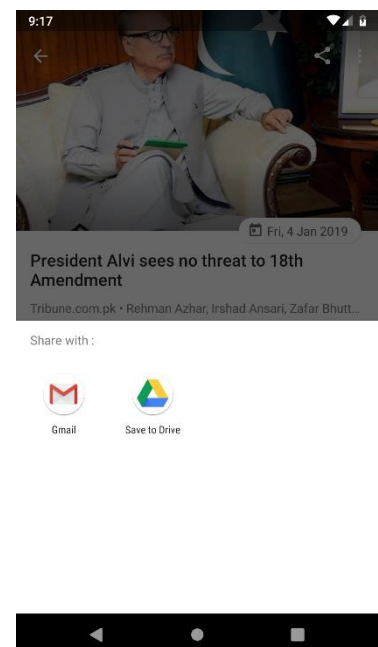 9:17
Fri, 4 Jan 2019
President Alvi sees no threat to 18th
Amendment
Tribune.com.pk • Rehman Azhar, Irshad Ansari, Zafar Bhutt...
Share with :
Gmail
Save to Drive